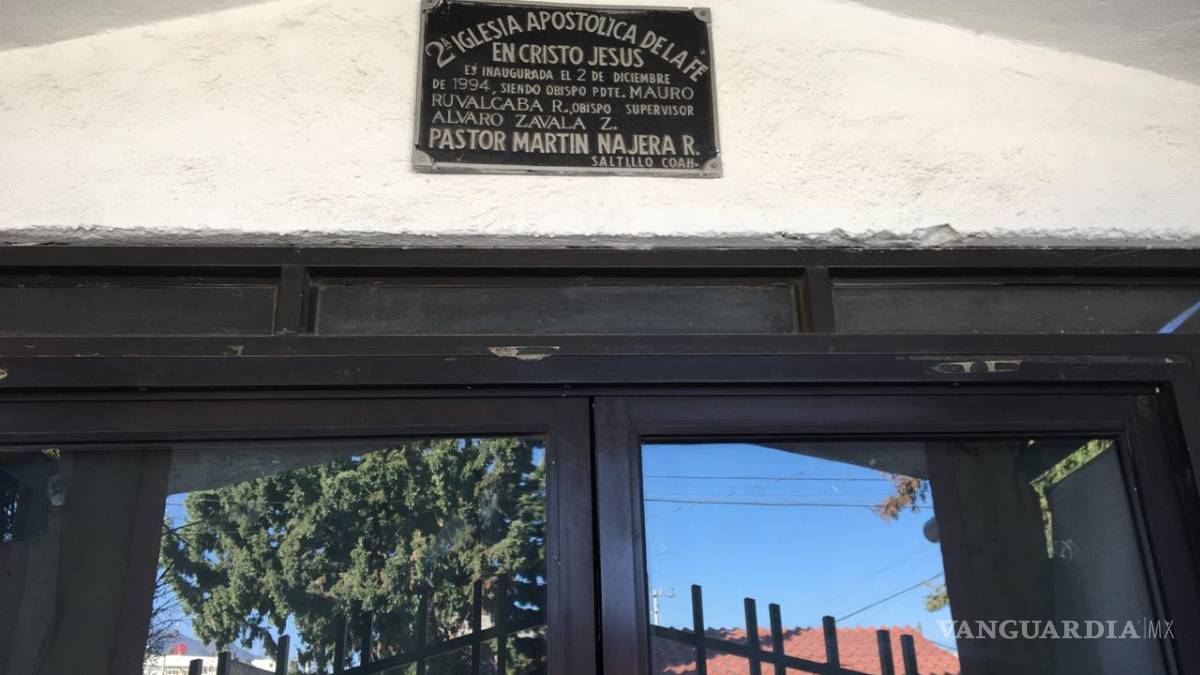 2A IGLESIA APOSTOLICA DE LA FE
EN CRISTO JESUS
ES INAUGURADA EL 2 DE DICIEMBRE
DE 1994, SIENDO OBISPO PDTE. MAURO
RUVALCABA R., OBISPO SUPERVISOR
ALVARO ZAVALA Z.
PASTOR MARTIN NAJERA R.
SALTILLO COAH.
VANGUARDIA|MX